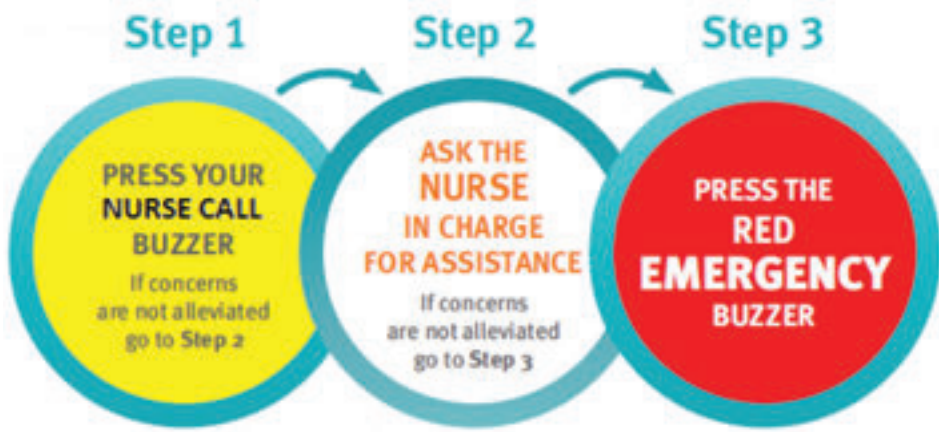 Step 1
PRESS YOUR
NURSE CALL
BUZZER
If concerns
are not alleviated
go to Step 2
Step 2
ASK THE
NURSE
IN CHARGE
FOR ASSISTANCE
If concerns
are not alleviated
go to Step 3
Step 3
PRESS THE
RED
EMERGENCY
BUZZER